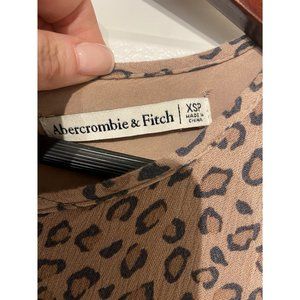 Abercrombie & Fitch
XSP
MADE IN
CHINA